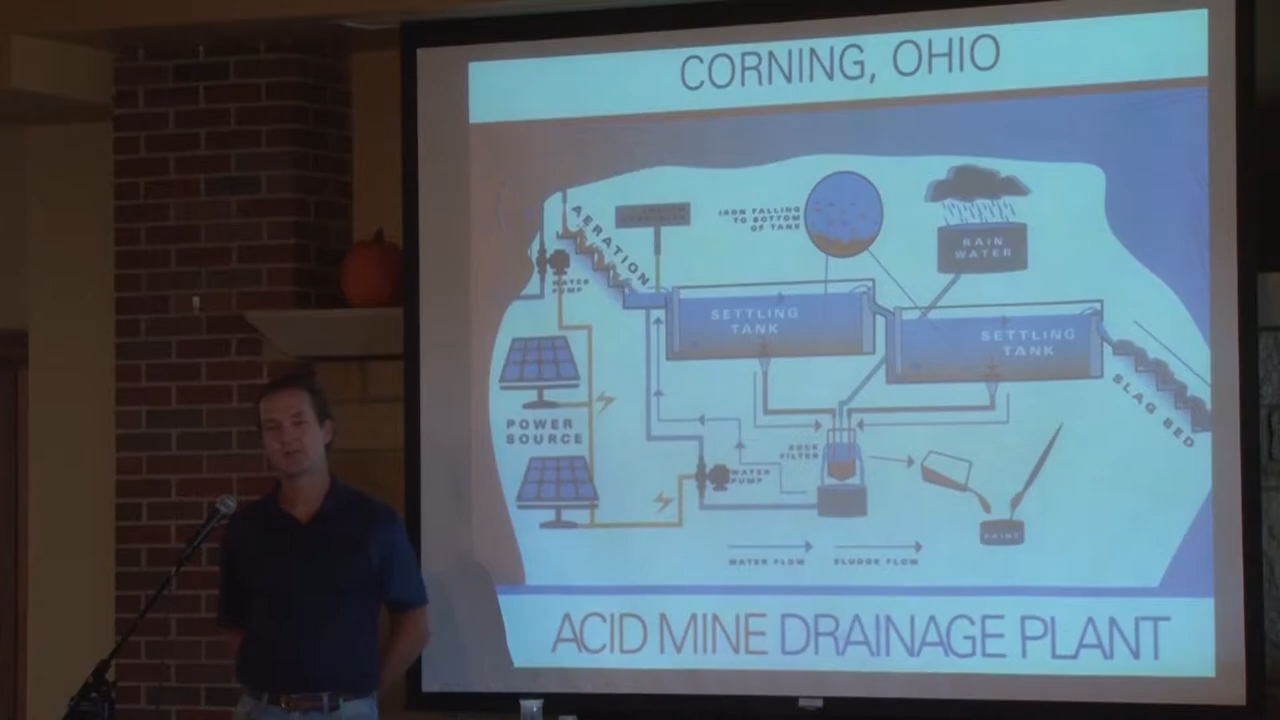 CORNING, OHIO
AERATION
IRON FALLING
TO BOTTOM
OF TANK
RAIN
WATER
WATER
PUMP
SETTLING
TANK
SETTLING
TANK
SLAG BED
POWER
SOURCE
SOCK
FILTER
WATER
PUMP
PAINT
WATER FLOW
SLUDGE FLOW
ACID MINE DRAINAGE PLANT